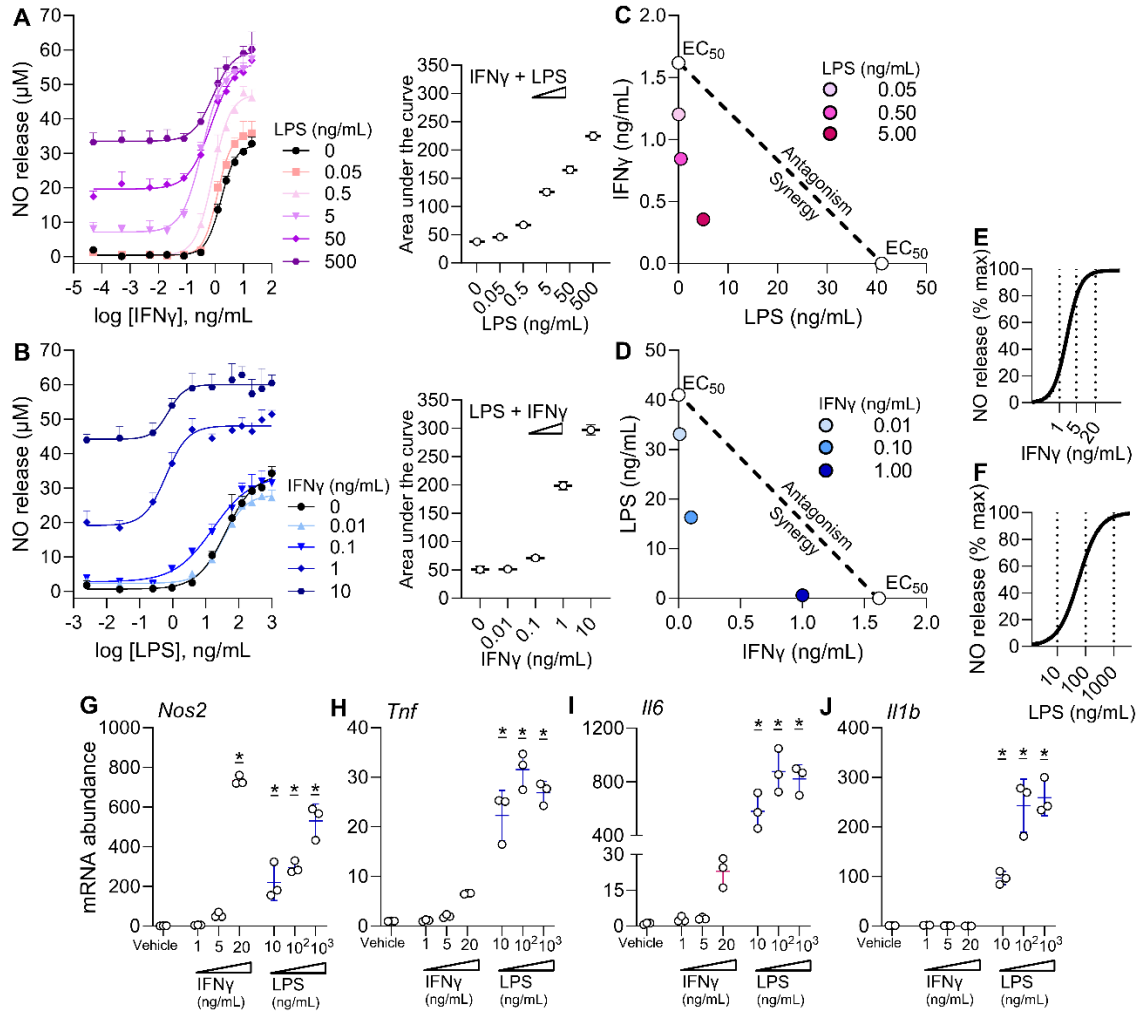 A
NO release (μM)
70
60
50
40
30
20
10
0
-5 -4 -3 -2 -1 0 1 2
log [IFNγ], ng/mL
LPS (ng/mL)
0
0.05
0.5
5
50
500
Area under the curve
350
300
250
200
150
100
50
0
IFNγ + LPS
0 0.05 0.5 5 50 500
LPS (ng/mL)
C
IFNγ (ng/mL)
2.0
1.5
1.0
0.5
0.0
EC50
Antagonism
Synergy
EC50
0 10 20 30 40 50
LPS (ng/mL)
LPS (ng/mL)
0.05
0.50
5.00
E
NO release (% max)
100
80
60
40
20
0
1 5 20
IFNγ (ng/mL)
B
NO release (μM)
70
60
50
40
30
20
10
0
-3 -2 -1 0 1 2 3
log [LPS], ng/mL
IFNγ (ng/mL)
0
0.01
0.1
1
10
Area under the curve
350
300
250
200
150
100
50
0
LPS + IFNγ
0 0.01 0.1 1 10
IFNγ (ng/mL)
D
LPS (ng/mL)
50
40
30
20
10
0
EC50
Antagonism
Synergy
EC50
0.0 1.0 2.0
IFNγ (ng/mL)
IFNγ (ng/mL)
0.01
0.10
1.00
F
NO release (% max)
100
80
60
40
20
0
10 100 1000
LPS (ng/mL)
G
Nos2
mRNA abundance
1000
800
600
400
200
0
* * * *
Vehicle 1 5 20 10 10² 10³
IFNγ LPS
(ng/mL) (ng/mL)
H
Tnf
40
30
20
10
0
* * *
Vehicle 1 5 20 10 10² 10³
IFNγ LPS
(ng/mL) (ng/mL)
I
Il6
1200
800
400
30
15
0
* * *
Vehicle 1 5 20 10 10² 10³
IFNγ LPS
(ng/mL) (ng/mL)
J
Il1b
400
300
200
100
0
* * *
Vehicle 1 5 20 10 10² 10³
IFNγ LPS
(ng/mL) (ng/mL)